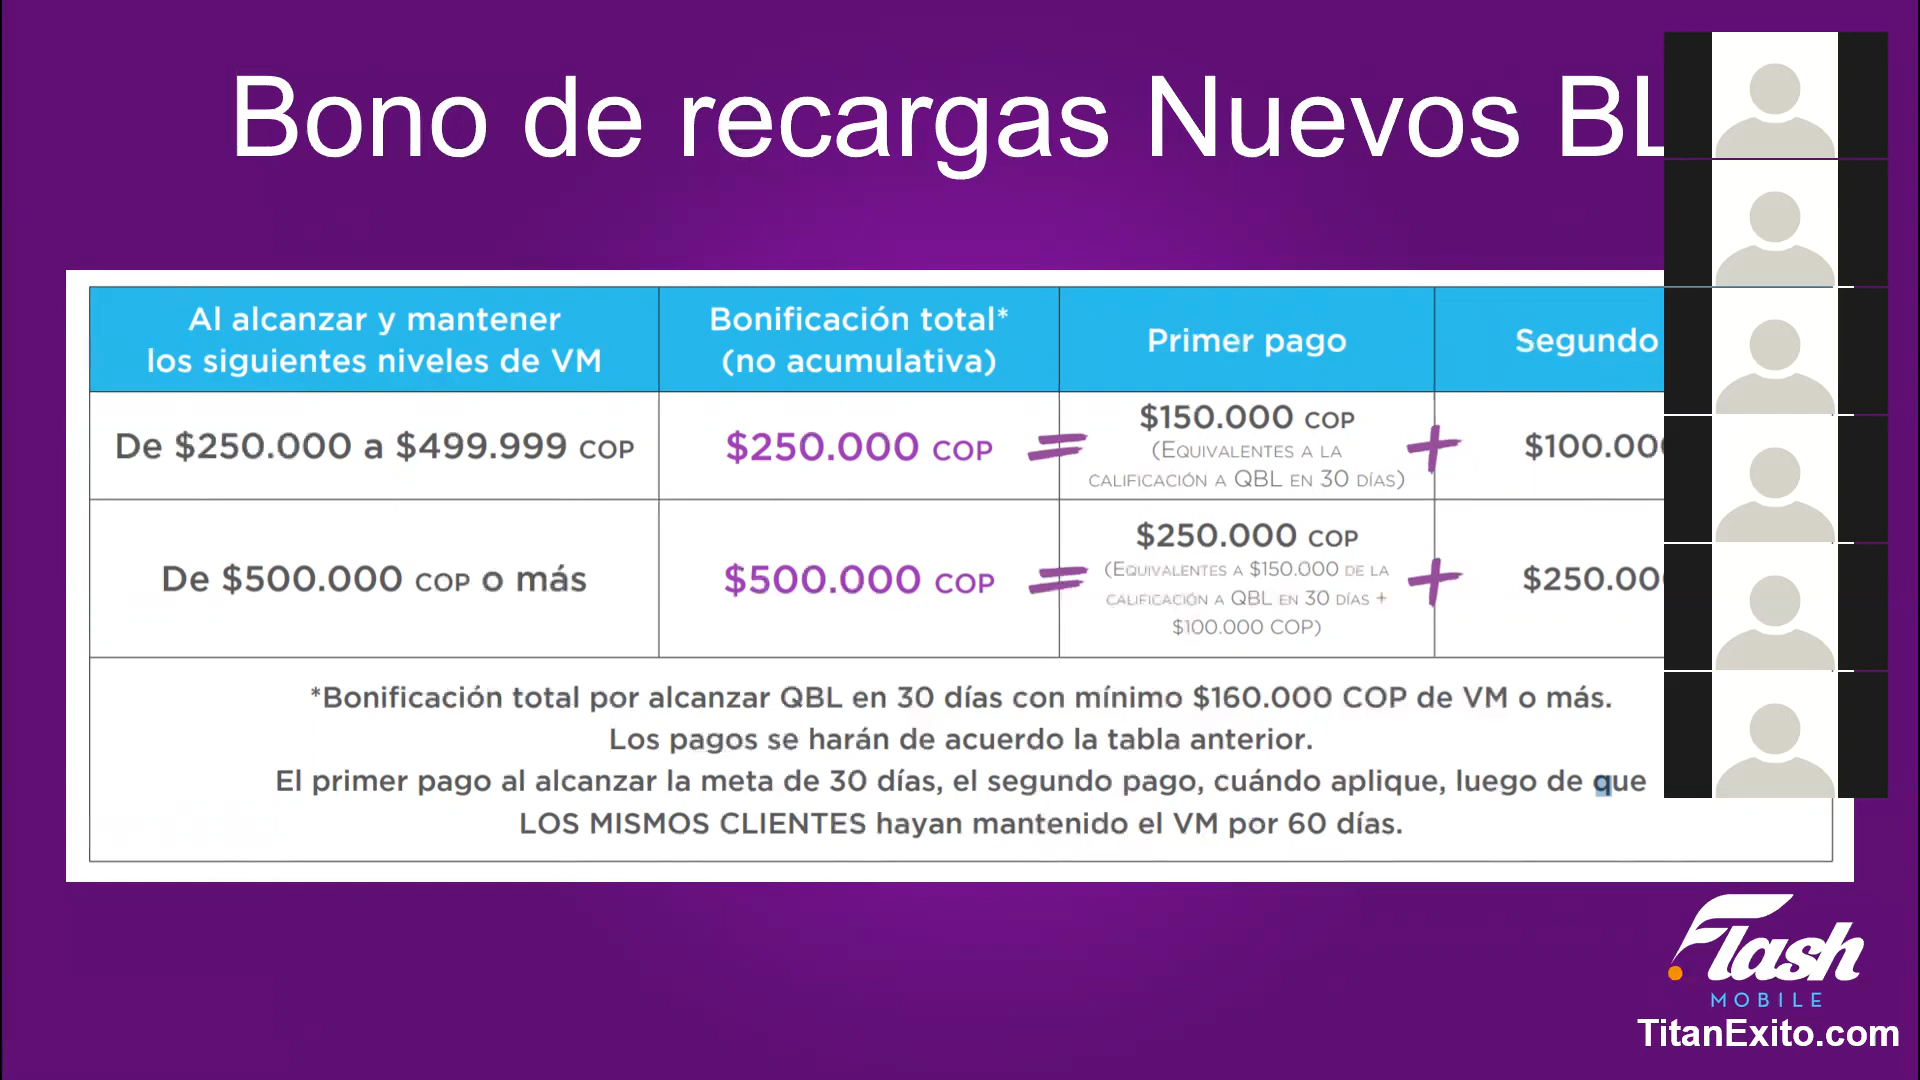 Bono de recargas Nuevos BL
Al alcanzar y mantener
los siguientes niveles de VM
Bonificación total*
(no acumulativa)
Primer pago
Segundo
De $250.000 a $499.999 COP
$250.000 COP
=
$150.000 COP
(Equivalentes a la
calificación a QBL en 30 días)
+
$100.00
De $500.000 COP o más
$500.000 COP
=
$250.000 COP
(Equivalentes a $150.000 de la
calificación a QBL en 30 días +
$100.000 COP)
+
$250.00
*Bonificación total por alcanzar QBL en 30 días con mínimo $160.000 COP de VM o más.
Los pagos se harán de acuerdo la tabla anterior.
El primer pago al alcanzar la meta de 30 días, el segundo pago, cuándo aplique, luego de que
LOS MISMOS CLIENTES hayan mantenido el VM por 60 días.
Flash
MOBILE
TitanExito.com